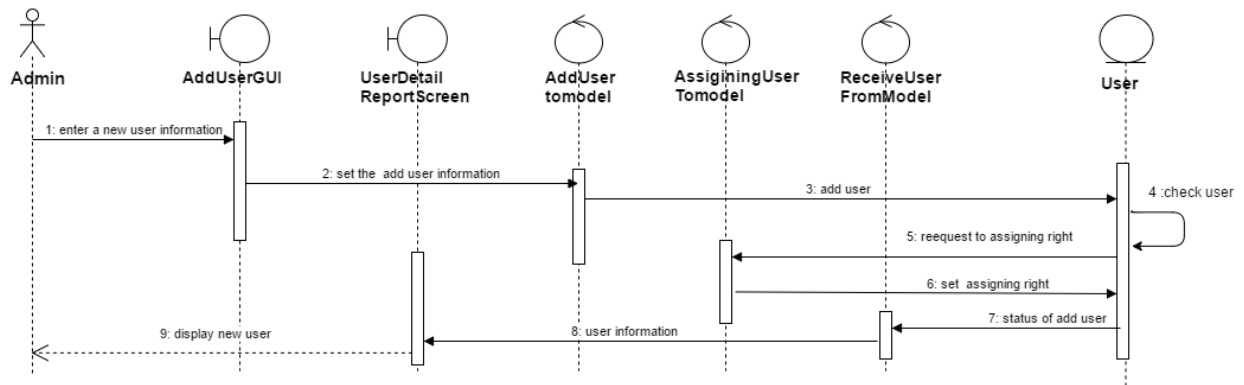 Admin
AddUserGUI
UserDetail
ReportScreen
AddUser
tomodel
AssiginingUser
Tomodel
ReceiveUser
FromModel
User
1: enter a new user information
2: set the add user information
3: add user
4 :check user
5: reequest to assigning right
6: set assigning right
7: status of add user
8: user information
9: display new user